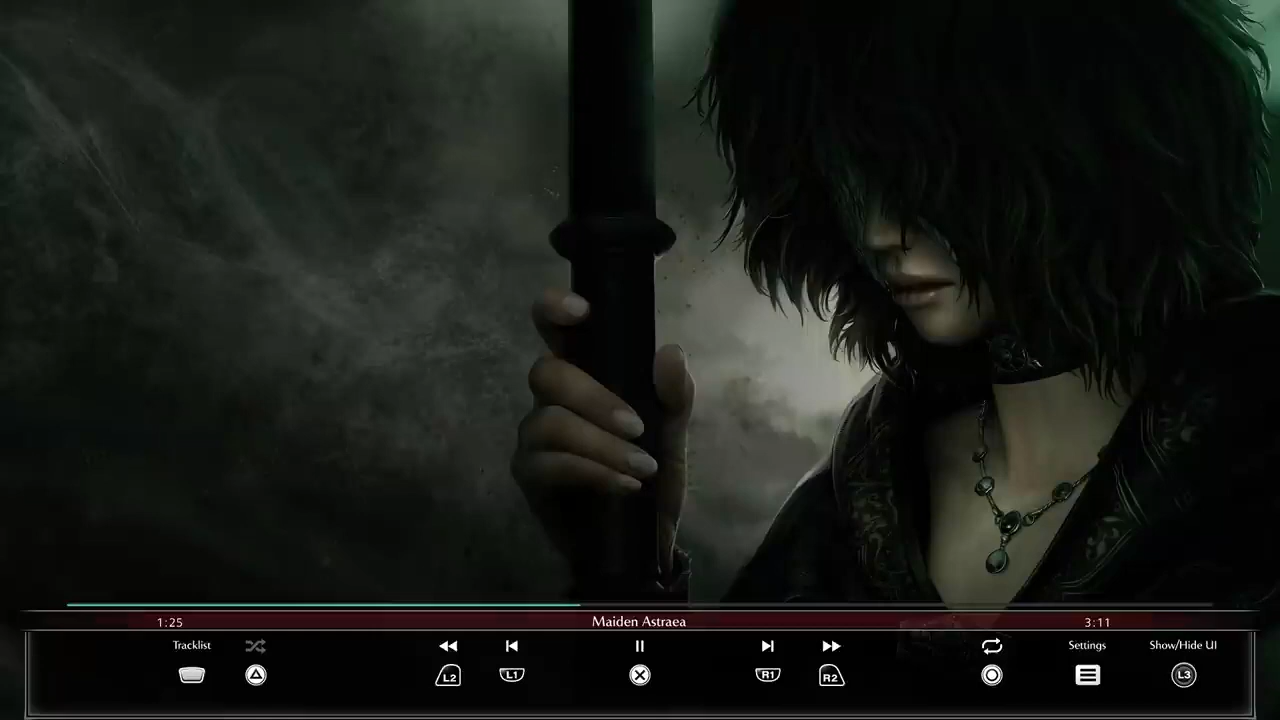 1:25 Maiden Astraea 3:11
Tracklist Settings Show/Hide UI
L2 L1 R1 R2 L3